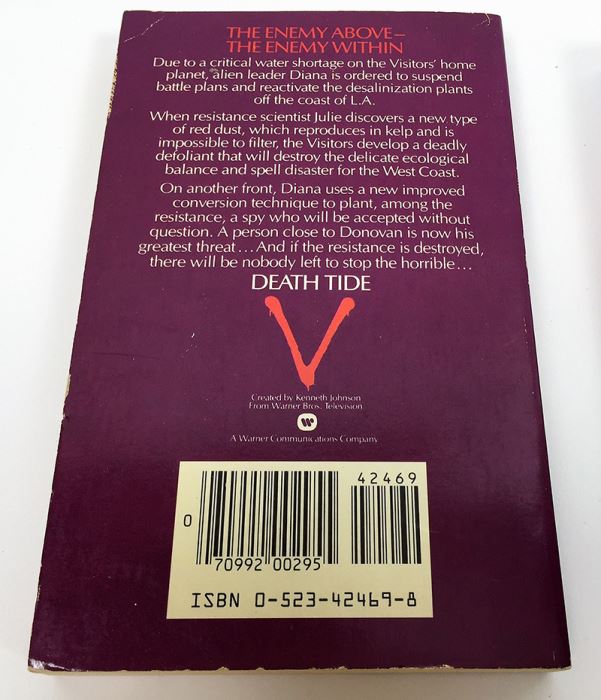 THE ENEMY ABOVE—
THE ENEMY WITHIN
Due to a critical water shortage on the Visitors' home
planet, alien leader Diana is ordered to suspend
battle plans and reactivate the desalinization plants
off the coast of L.A.
When resistance scientist Julie discovers a new type
of red dust, which reproduces in kelp and is
impossible to filter, the Visitors develop a deadly
defoliant that will destroy the delicate ecological
balance and spell disaster for the West Coast.
On another front, Diana uses a new improved
conversion technique to plant, among the
resistance, a spy who will be accepted without
question. A person close to Donovan is now his
greatest threat... And if the resistance is destroyed,
there will be nobody left to stop the horrible...
DEATH TIDE
V
Created by Kenneth Johnson
From Warner Bros. Television
A Warner Communications Company
42469
0
70992 00295
ISBN 0-523-42469-8